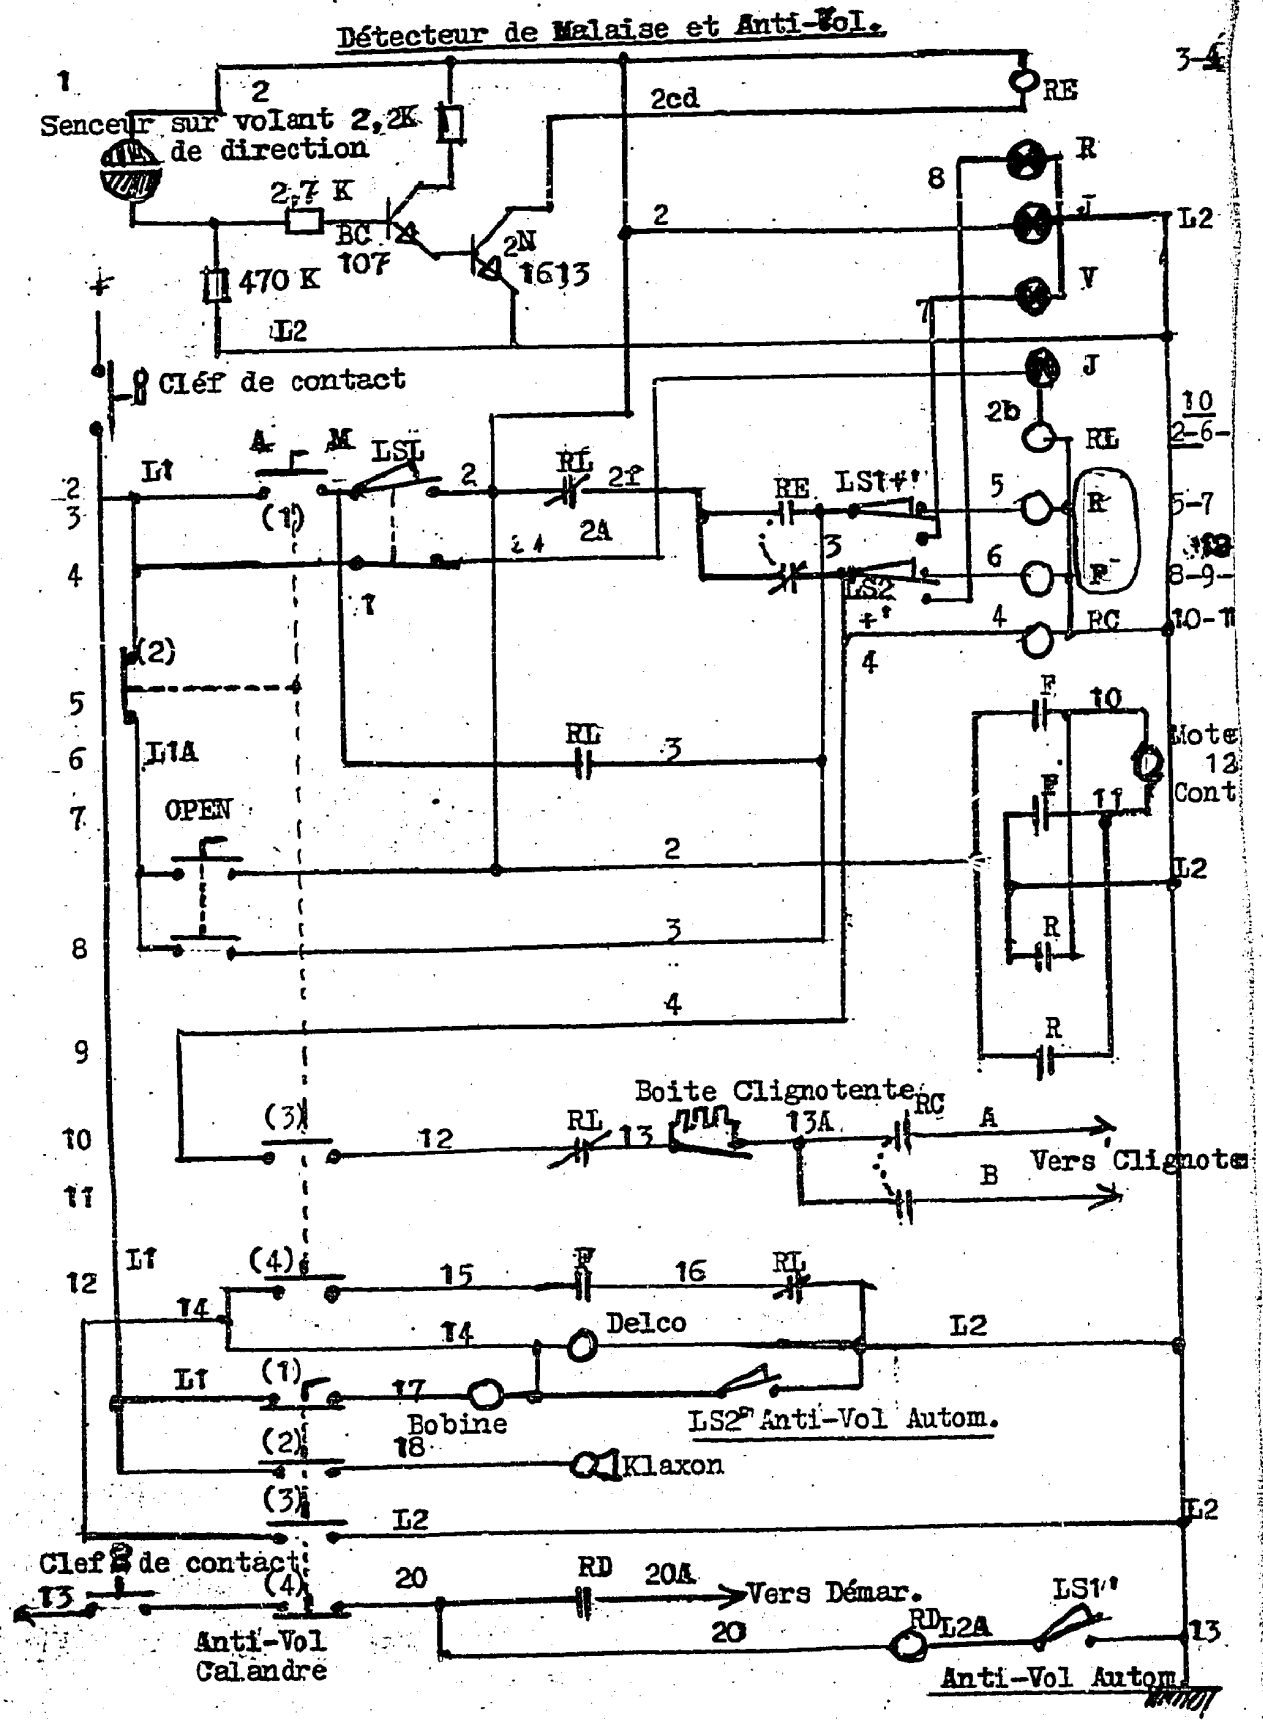 Détecteur de Malaise et Anti-Vol.
1
2
3-4
RE
2cd
Senceur sur volant 2,2K
de direction
R
8
2,7 K
J
2
L2
BC
107
2N
1613
470 K
V
7
+
L2
Cléf de contact
J
2b
10
2-6-
RL
A M
LSL
L1
2
RL
2f
RE
LS1+'
5
R
5-7
2
3
(1)
2A
3
6
F
8-9-
4
1
LS2
+'
4
RC
10-11
4
(2)
5
F
10
L1A
RL
3
6
Mote
12
Cont
11
OPEN
7
2
L2
R
3
8
4
R
9
Boite Clignotente
RC
(3)
RL
13
13A
A
10
12
Vers Clignote
B
11
L1
(4)
F
RL
12
15
16
14
Delco
14
L2
(1)
L1
17
Bobine
LS2" Anti-Vol Autom.
(2)
18
Klaxon
(3)
L2
L2
Clef de contact
(4)
20
RD
20A
Vers Démar.
LS1"
13
20
RD
L2A
13
Anti-Vol
Calandre
Anti-Vol Autom.